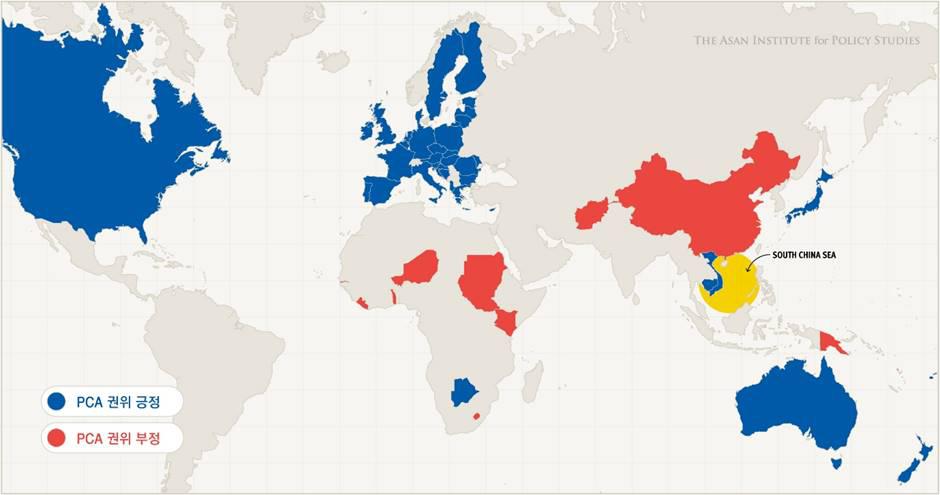 THE ASAN INSTITUTE for POLICY STUDIES
SOUTH CHINA SEA
PCA 권위 긍정
PCA 권위 부정